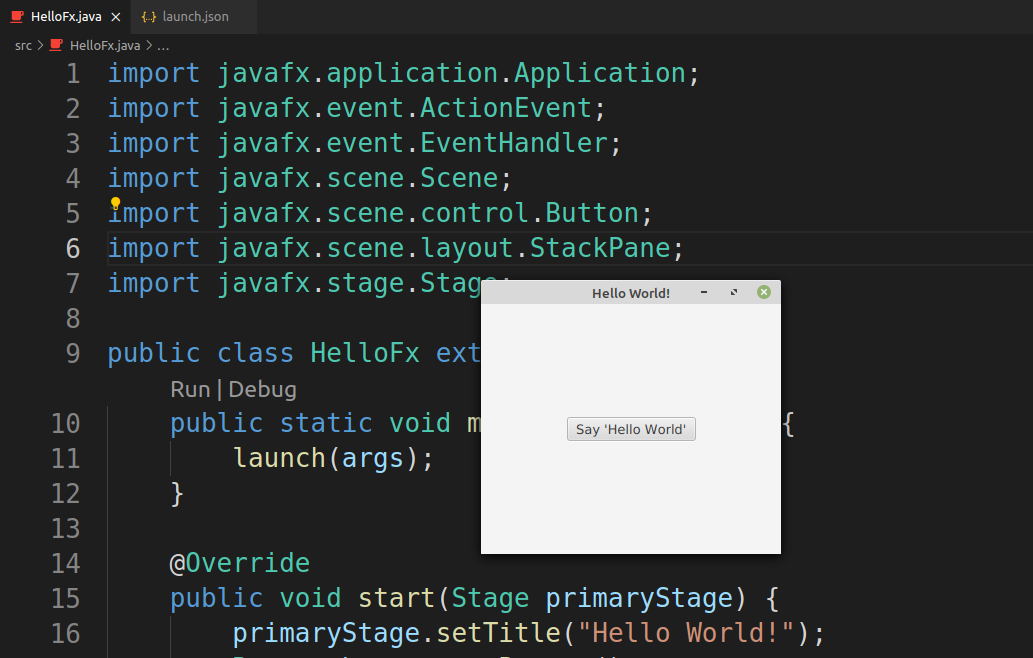 HelloFx.java × {..} launch.json
src > HelloFx.java > ...
1 import javafx.application.Application;
2 import javafx.event.ActionEvent;
3 import javafx.event.EventHandler;
4 import javafx.scene.Scene;
5 import javafx.scene.control.Button;
6 import javafx.scene.layout.StackPane;
7 import javafx.stage.Stage;
Hello World!
8
9 public class HelloFx ext
Run | Debug
10 public static void m {
Say 'Hello World'
11 launch(args);
12 }
13
14 @Override
15 public void start(Stage primaryStage) {
16 primaryStage.setTitle("Hello World!");